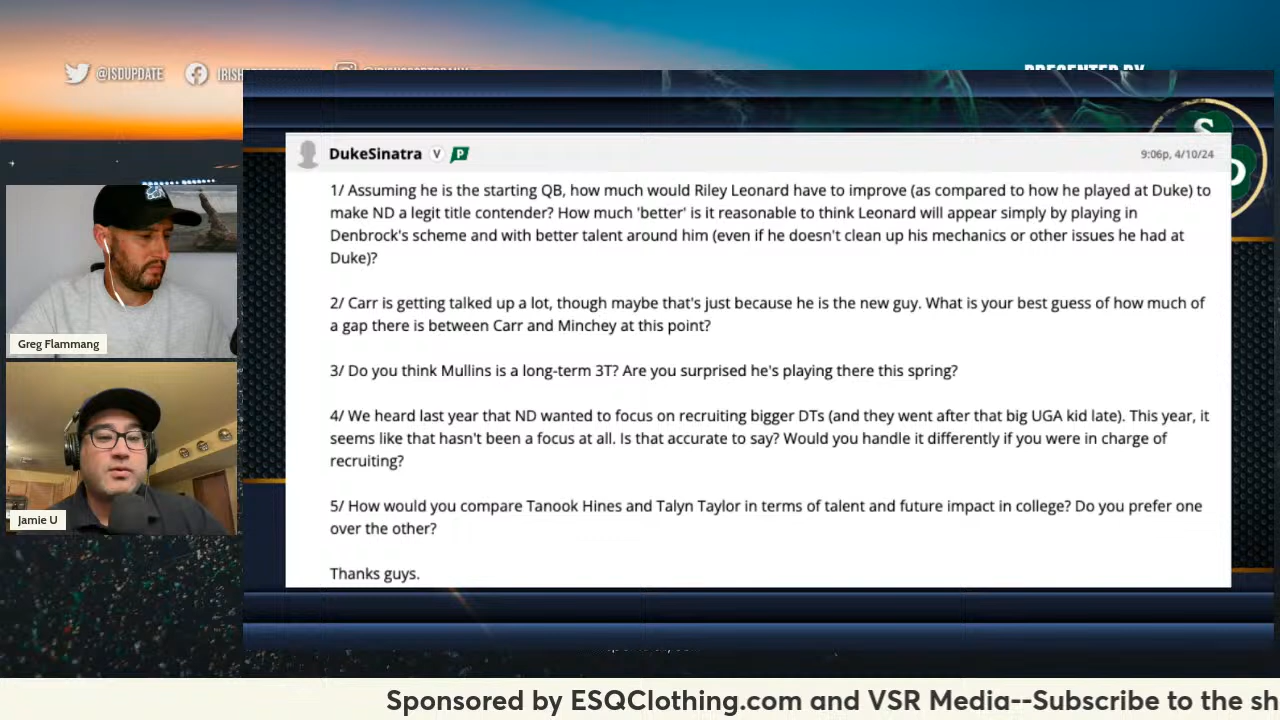 @ISDUPDATE
IRISH
PRESENTED BY
S
D
DukeSinatra V P
9:06p, 4/10/24
1/ Assuming he is the starting QB, how much would Riley Leonard have to improve (as compared to how he played at Duke) to
make ND a legit title contender? How much 'better' is it reasonable to think Leonard will appear simply by playing in
Denbrock's scheme and with better talent around him (even if he doesn't clean up his mechanics or other issues he had at
Duke)?
2/ Carr is getting talked up a lot, though maybe that's just because he is the new guy. What is your best guess of how much of
a gap there is between Carr and Minchey at this point?
3/ Do you think Mullins is a long-term 3T? Are you surprised he's playing there this spring?
4/ We heard last year that ND wanted to focus on recruiting bigger DTs (and they went after that big UGA kid late). This year, it
seems like that hasn't been a focus at all. Is that accurate to say? Would you handle it differently if you were in charge of
recruiting?
5/ How would you compare Tanook Hines and Talyn Taylor in terms of talent and future impact in college? Do you prefer one
over the other?
Thanks guys.
Greg Flammang
Jamie U
Sponsored by ESQClothing.com and VSR Media--Subscribe to the sh